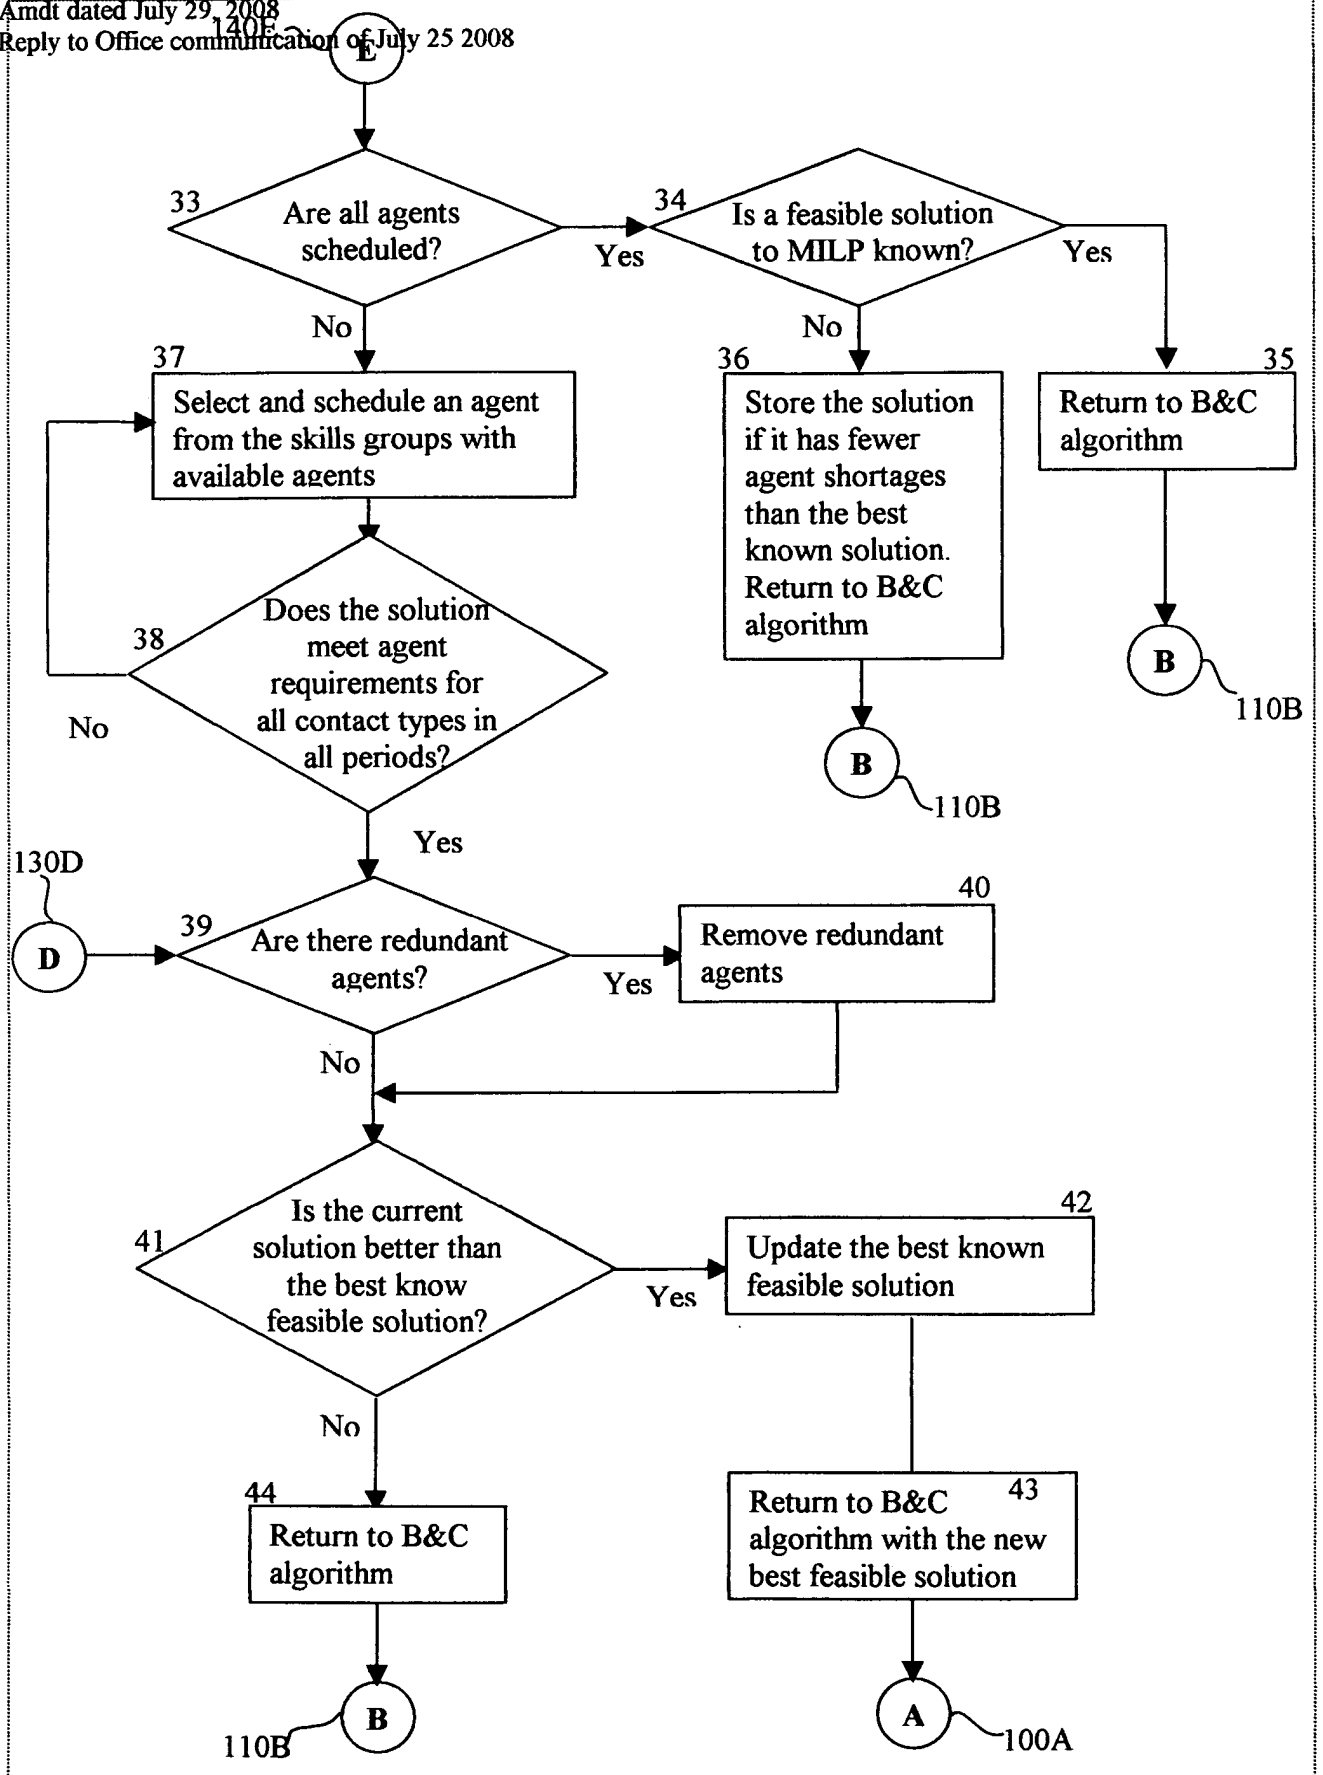 Amdt dated July 29, 2008
Reply to Office communication of July 25 2008
140E
E
33
Are all agents
scheduled?
Yes
No
34
Is a feasible solution
to MILP known?
Yes
No
37
Select and schedule an agent
from the skills groups with
available agents
36
Store the solution
if it has fewer
agent shortages
than the best
known solution.
Return to B&C
algorithm
35
Return to B&C
algorithm
B
110B
B
110B
38
Does the solution
meet agent
requirements for
all contact types in
all periods?
No
Yes
130D
D
39
Are there redundant
agents?
Yes
No
40
Remove redundant
agents
41
Is the current
solution better than
the best know
feasible solution?
Yes
No
42
Update the best known
feasible solution
44
Return to B&C
algorithm
43
Return to B&C
algorithm with the new
best feasible solution
B
110B
A
100A